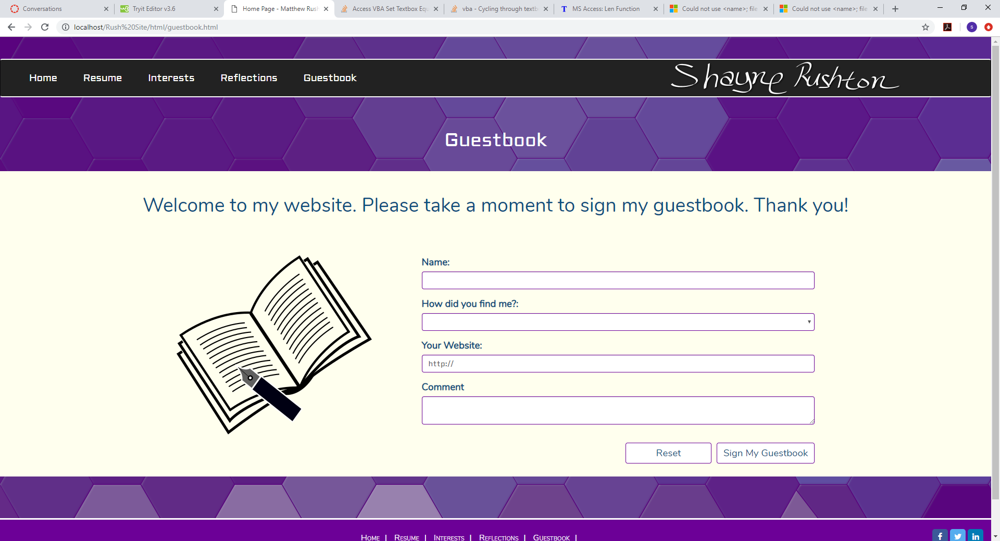 Conversations
Tryit Editor v3.6
Home Page - Matthew Rush
Access VBA Set Textbox Equ
vba - Cycling through textb
MS Access: Len Function
Could not use <name>; file
Could not use <name>; file
localhost/Rush%20Site/html/guestbook.html
S
Home Resume Interests Reflections Guestbook
Shayne Rushton
Guestbook
Welcome to my website. Please take a moment to sign my guestbook. Thank you!
Name:
How did you find me?:
Your Website:
http://
Comment
Reset Sign My Guestbook
Home | Resume | Interests | Reflections | Guestbook |